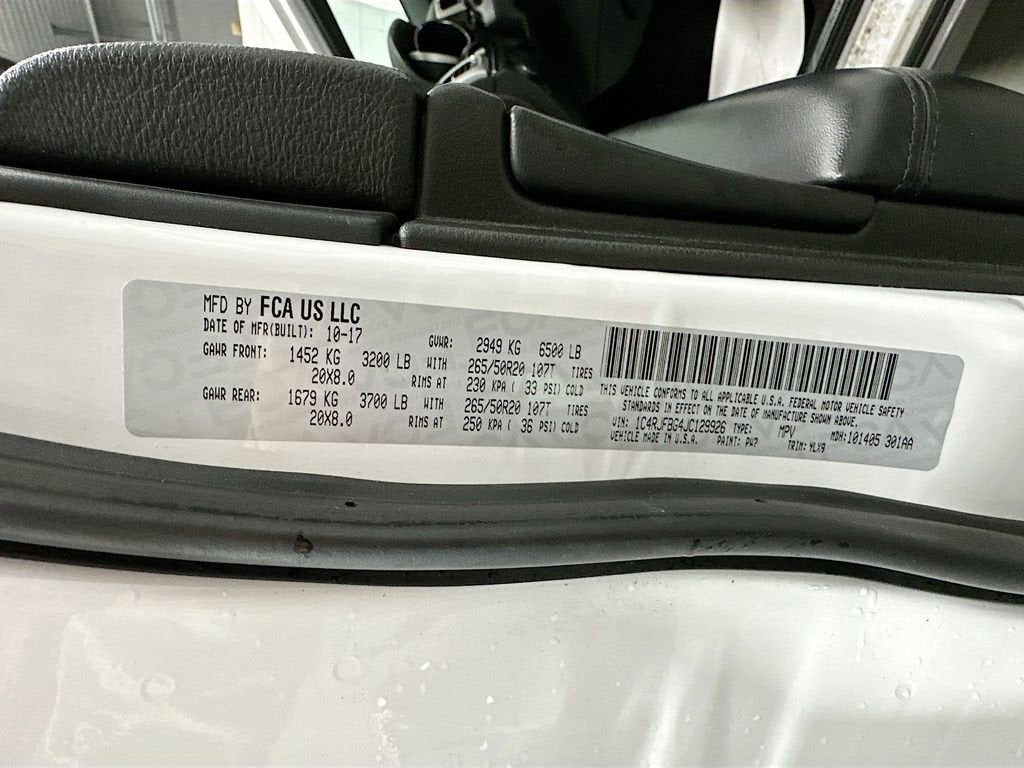 MFD BY FCA US LLC
DATE OF MFR(BUILT): 10-17 GVWR: 2949 KG 6500 LB
GAWR FRONT: 1452 KG 3200 LB WITH 265/50R20 107T TIRES
20X8.0 RIMS AT 230 KPA ( 33 PSI) COLD
GAWR REAR: 1679 KG 3700 LB WITH 265/50R20 107T TIRES
20X8.0 RIMS AT 250 KPA ( 36 PSI) COLD
THIS VEHICLE CONFORMS TO ALL APPLICABLE U.S.A. FEDERAL MOTOR VEHICLE SAFETY
STANDARDS IN EFFECT ON THE DATE OF MANUFACTURE SHOWN ABOVE.
VIN: 1C4RJFBG4JC129926 TYPE: MPV MDH:101405 301AA
VEHICLE MADE IN U.S.A. PAINT: PW7 TRIM: YLX9